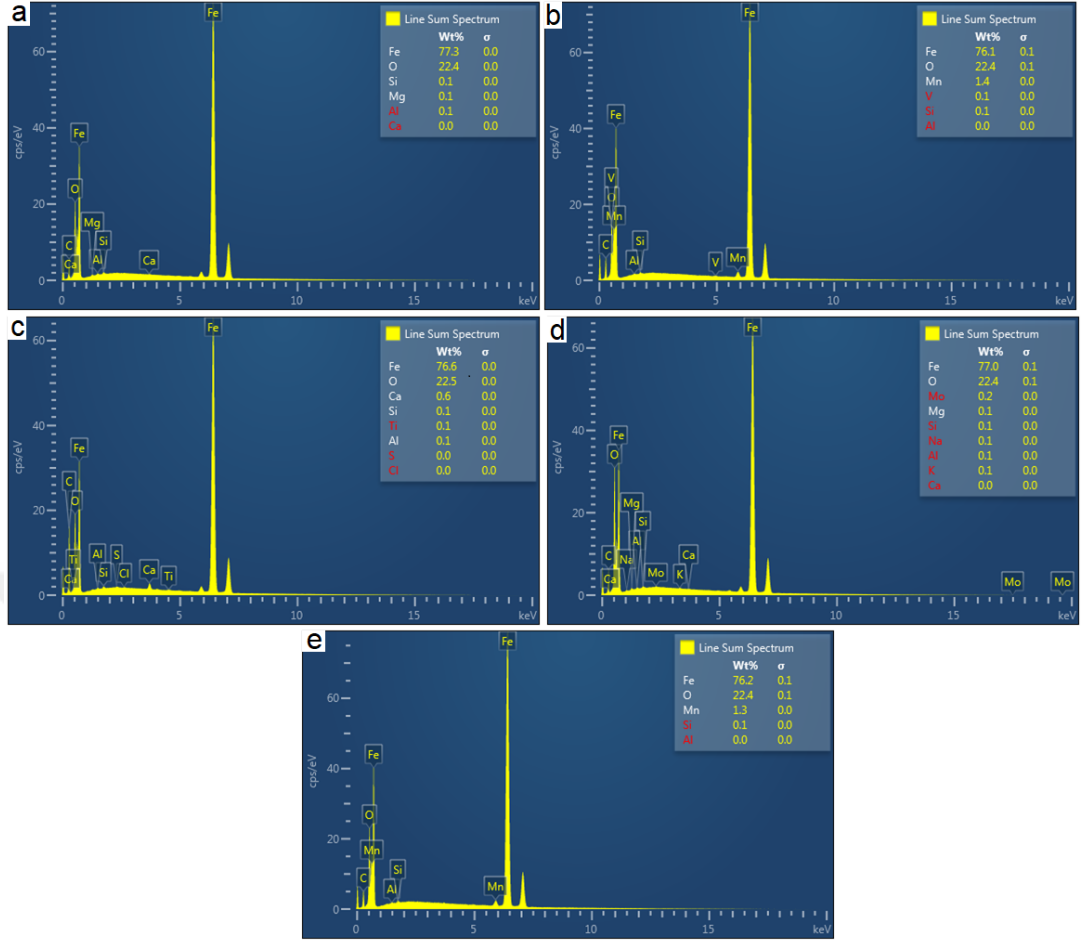 a
Fe
Line Sum Spectrum
Wt% σ
Fe 77.3 0.0
O 22.4 0.0
Si 0.1 0.0
Mg 0.1 0.0
Al 0.1 0.0
Ca 0.0 0.0
60
40
20
0
cps/eV
Fe
O
Mg
C
Si
Ca
Al
Ca
0 5 10 15 keV
b
Fe
Line Sum Spectrum
Wt% σ
Fe 76.1 0.1
O 22.4 0.1
Mn 1.4 0.0
V 0.1 0.0
Si 0.1 0.0
Al 0.0 0.0
60
40
20
0
cps/eV
Fe
V
O
Mn
C
Si
Al
V
Mn
0 5 10 15 keV
c
Fe
Line Sum Spectrum
Wt% σ
Fe 76.6 0.0
O 22.5 0.0
Ca 0.6 0.0
Si 0.1 0.0
Ti 0.1 0.0
Al 0.1 0.0
S 0.0 0.0
Cl 0.0 0.0
60
40
20
0
cps/eV
Fe
C
O
Ti
Al
S
Ca
Si
Cl
Ca
Ti
0 5 10 15 keV
d
Fe
Line Sum Spectrum
Wt% σ
Fe 77.0 0.1
O 22.4 0.1
Mo 0.2 0.0
Mg 0.1 0.0
Si 0.1 0.0
Na 0.1 0.0
Al 0.1 0.0
K 0.1 0.0
Ca 0.0 0.0
60
40
20
0
cps/eV
Fe
O
Mg
Si
C
Na
Ca
Ca
Mo
K
Mo
Mo
0 5 10 15 keV
e
Fe
Line Sum Spectrum
Wt% σ
Fe 76.2 0.1
O 22.4 0.1
Mn 1.3 0.0
Si 0.1 0.0
Al 0.0 0.0
60
40
20
0
cps/eV
Fe
O
Mn
C
Si
Al
Mn
0 5 10 15 keV